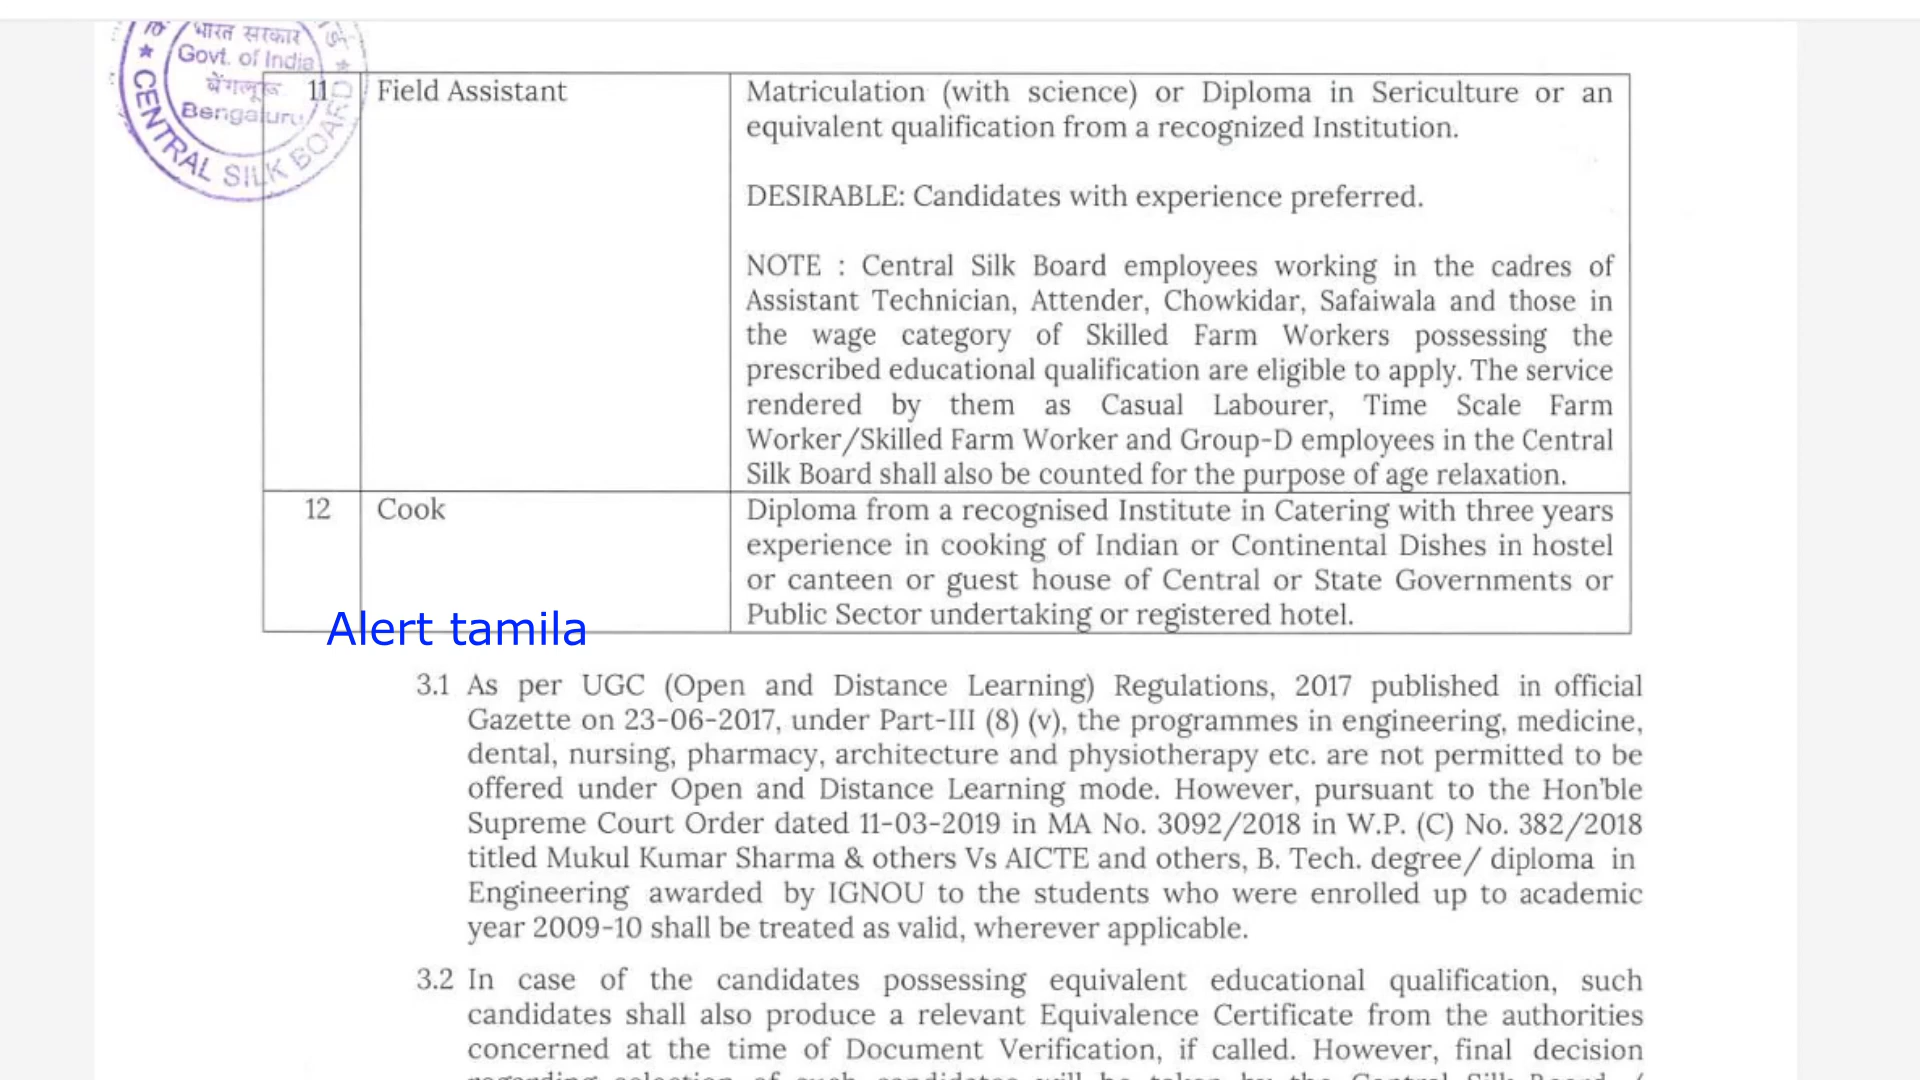 भारत सरकार
Govt. of India
बेंगलूरु
Bengaluru
★ CENTRAL SILK BOARD ★
11 Field Assistant Matriculation (with science) or Diploma in Sericulture or an
equivalent qualification from a recognized Institution.
DESIRABLE: Candidates with experience preferred.
NOTE : Central Silk Board employees working in the cadres of
Assistant Technician, Attender, Chowkidar, Safaiwala and those in
the wage category of Skilled Farm Workers possessing the
prescribed educational qualification are eligible to apply. The service
rendered by them as Casual Labourer, Time Scale Farm
Worker/Skilled Farm Worker and Group-D employees in the Central
Silk Board shall also be counted for the purpose of age relaxation.
12 Cook Diploma from a recognised Institute in Catering with three years
experience in cooking of Indian or Continental Dishes in hostel
or canteen or guest house of Central or State Governments or
Public Sector undertaking or registered hotel.
Alert tamila
3.1 As per UGC (Open and Distance Learning) Regulations, 2017 published in official
Gazette on 23-06-2017, under Part-III (8) (v), the programmes in engineering, medicine,
dental, nursing, pharmacy, architecture and physiotherapy etc. are not permitted to be
offered under Open and Distance Learning mode. However, pursuant to the Hon'ble
Supreme Court Order dated 11-03-2019 in MA No. 3092/2018 in W.P. (C) No. 382/2018
titled Mukul Kumar Sharma & others Vs AICTE and others, B. Tech. degree/ diploma in
Engineering awarded by IGNOU to the students who were enrolled up to academic
year 2009-10 shall be treated as valid, wherever applicable.
3.2 In case of the candidates possessing equivalent educational qualification, such
candidates shall also produce a relevant Equivalence Certificate from the authorities
concerned at the time of Document Verification, if called. However, final decision
regarding selection of such candidates will be taken by the Central Silk Board /